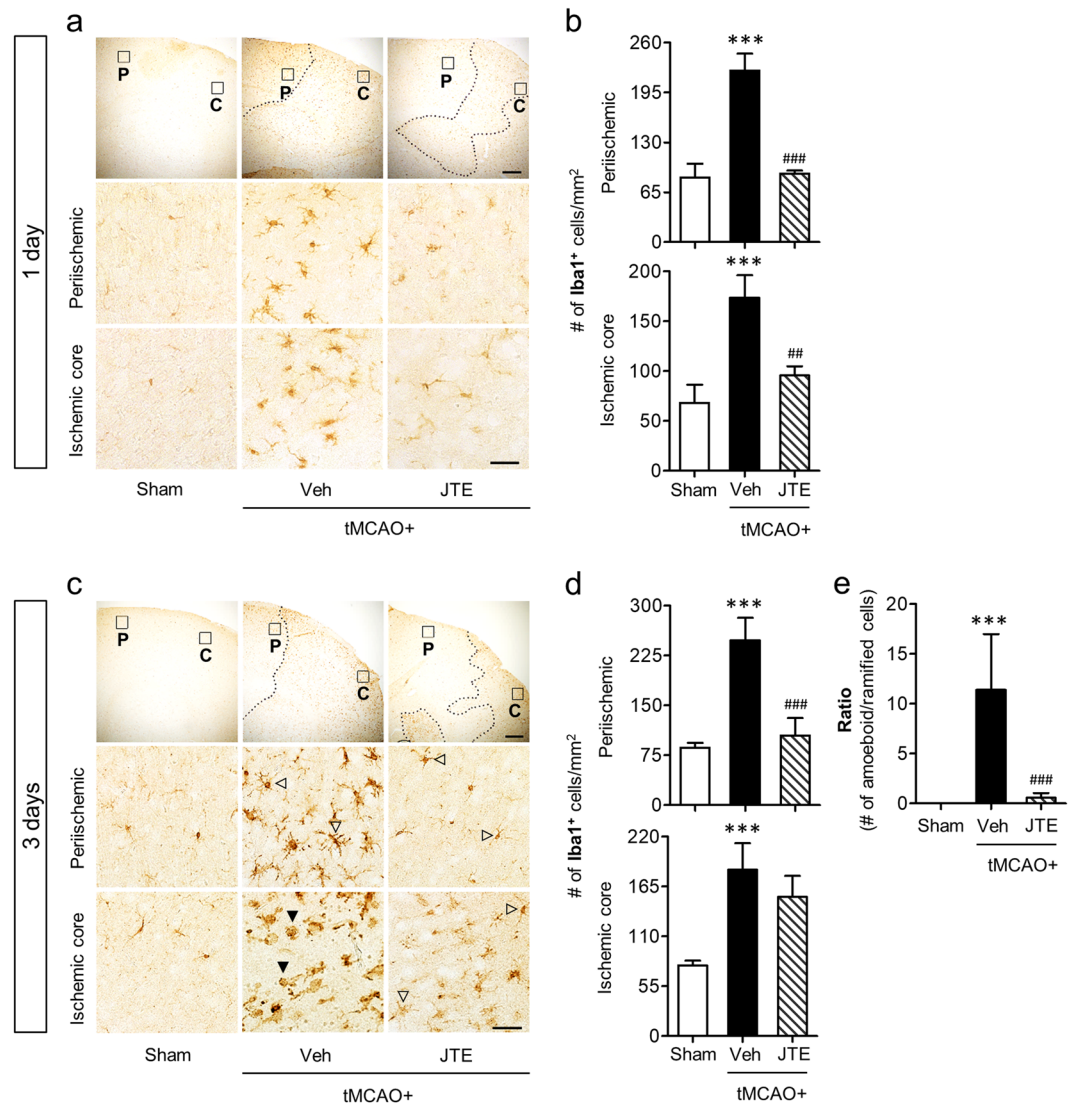 a
1 day
P
C
P
C
P
C
Periischemic
Ischemic core
Sham
Veh
JTE
tMCAO+
b
# of Iba1⁺ cells/mm²
Periischemic
260
195
130
65
0
***
###
Ischemic core
200
150
100
50
0
***
##
Sham
Veh
JTE
tMCAO+
c
3 days
P
C
P
C
P
C
Periischemic
Ischemic core
Sham
Veh
JTE
tMCAO+
d
# of Iba1⁺ cells/mm²
Periischemic
300
225
150
75
0
***
###
Ischemic core
220
165
110
55
0
***
Sham
Veh
JTE
tMCAO+
e
Ratio
(# of amoeboid/ramified cells)
20
15
10
5
0
***
###
Sham
Veh
JTE
tMCAO+